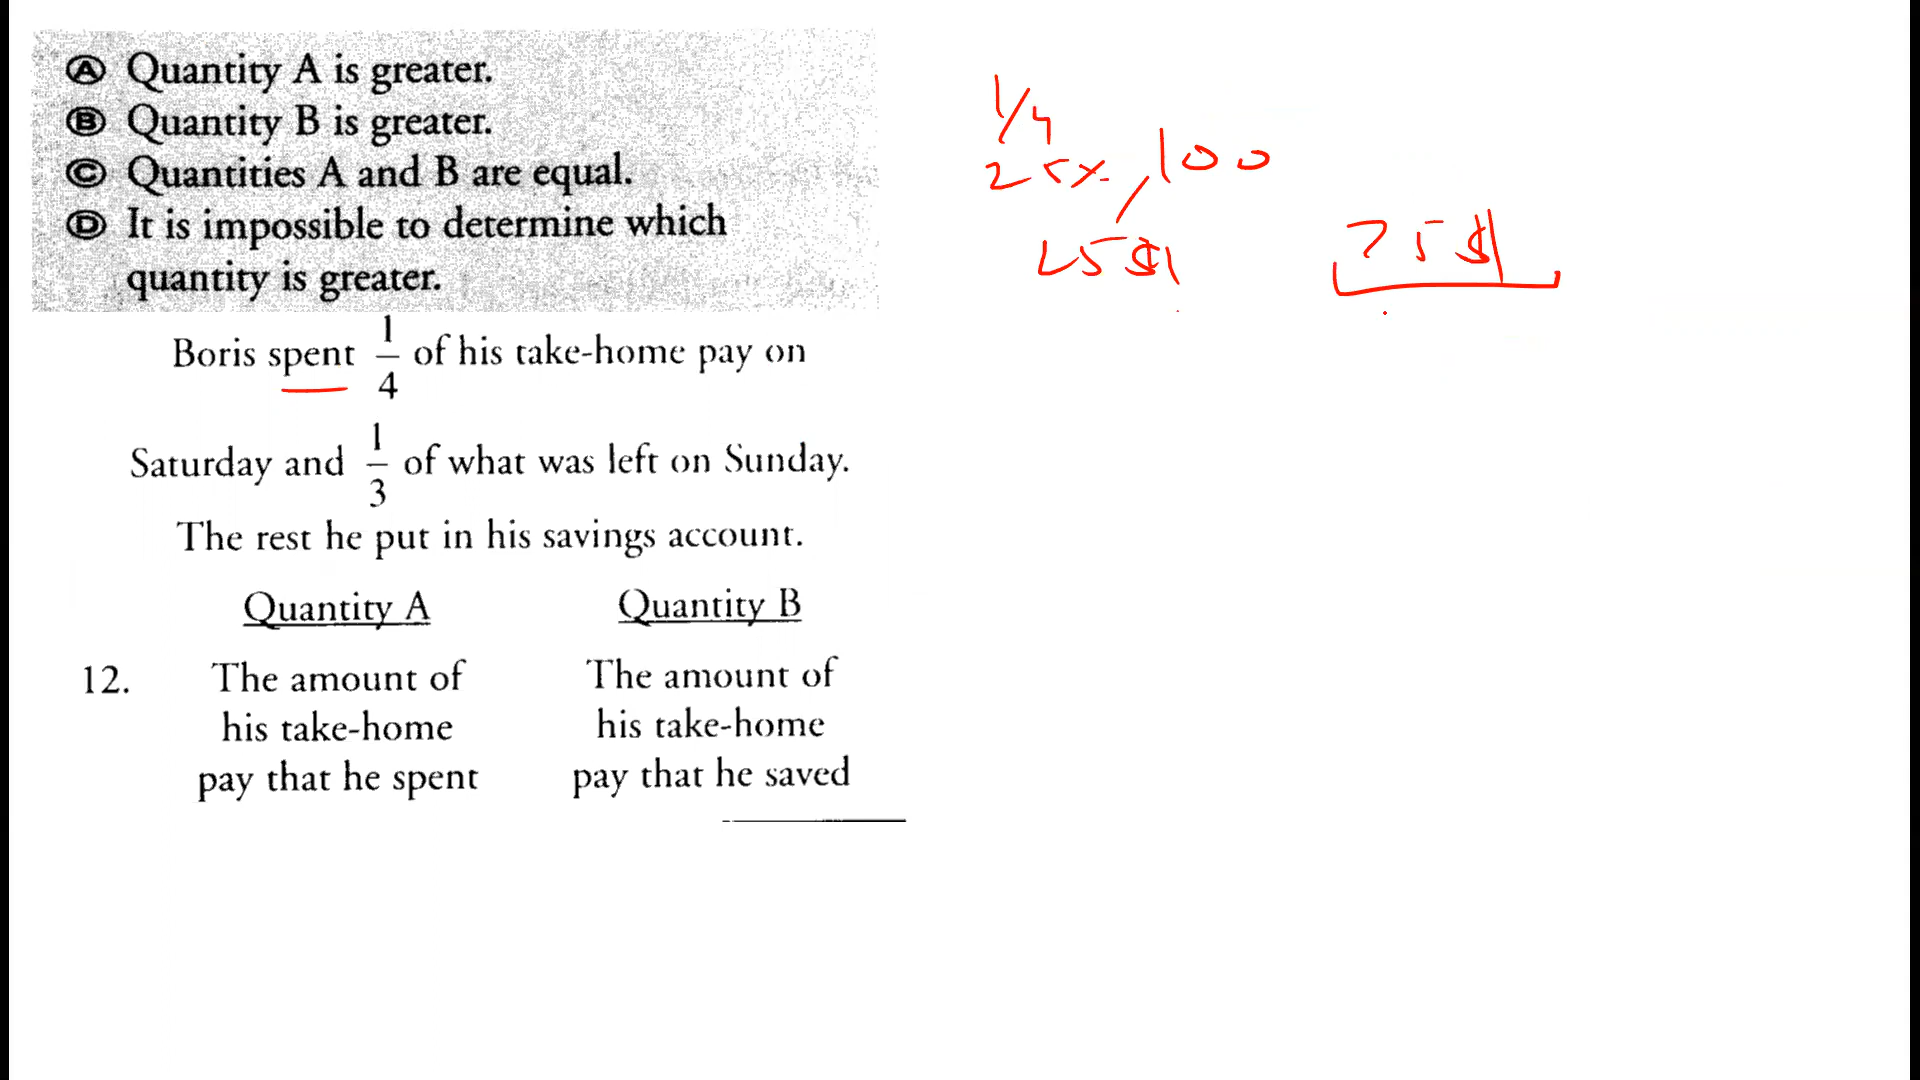 Ⓐ Quantity A is greater.
Ⓑ Quantity B is greater.
Ⓒ Quantities A and B are equal.
Ⓓ It is impossible to determine which
quantity is greater.
Boris spent 1/4 of his take-home pay on
Saturday and 1/3 of what was left on Sunday.
The rest he put in his savings account.
Quantity A Quantity B
12. The amount of The amount of
his take-home his take-home
pay that he spent pay that he saved
1/4
25% 100
25$ 75$